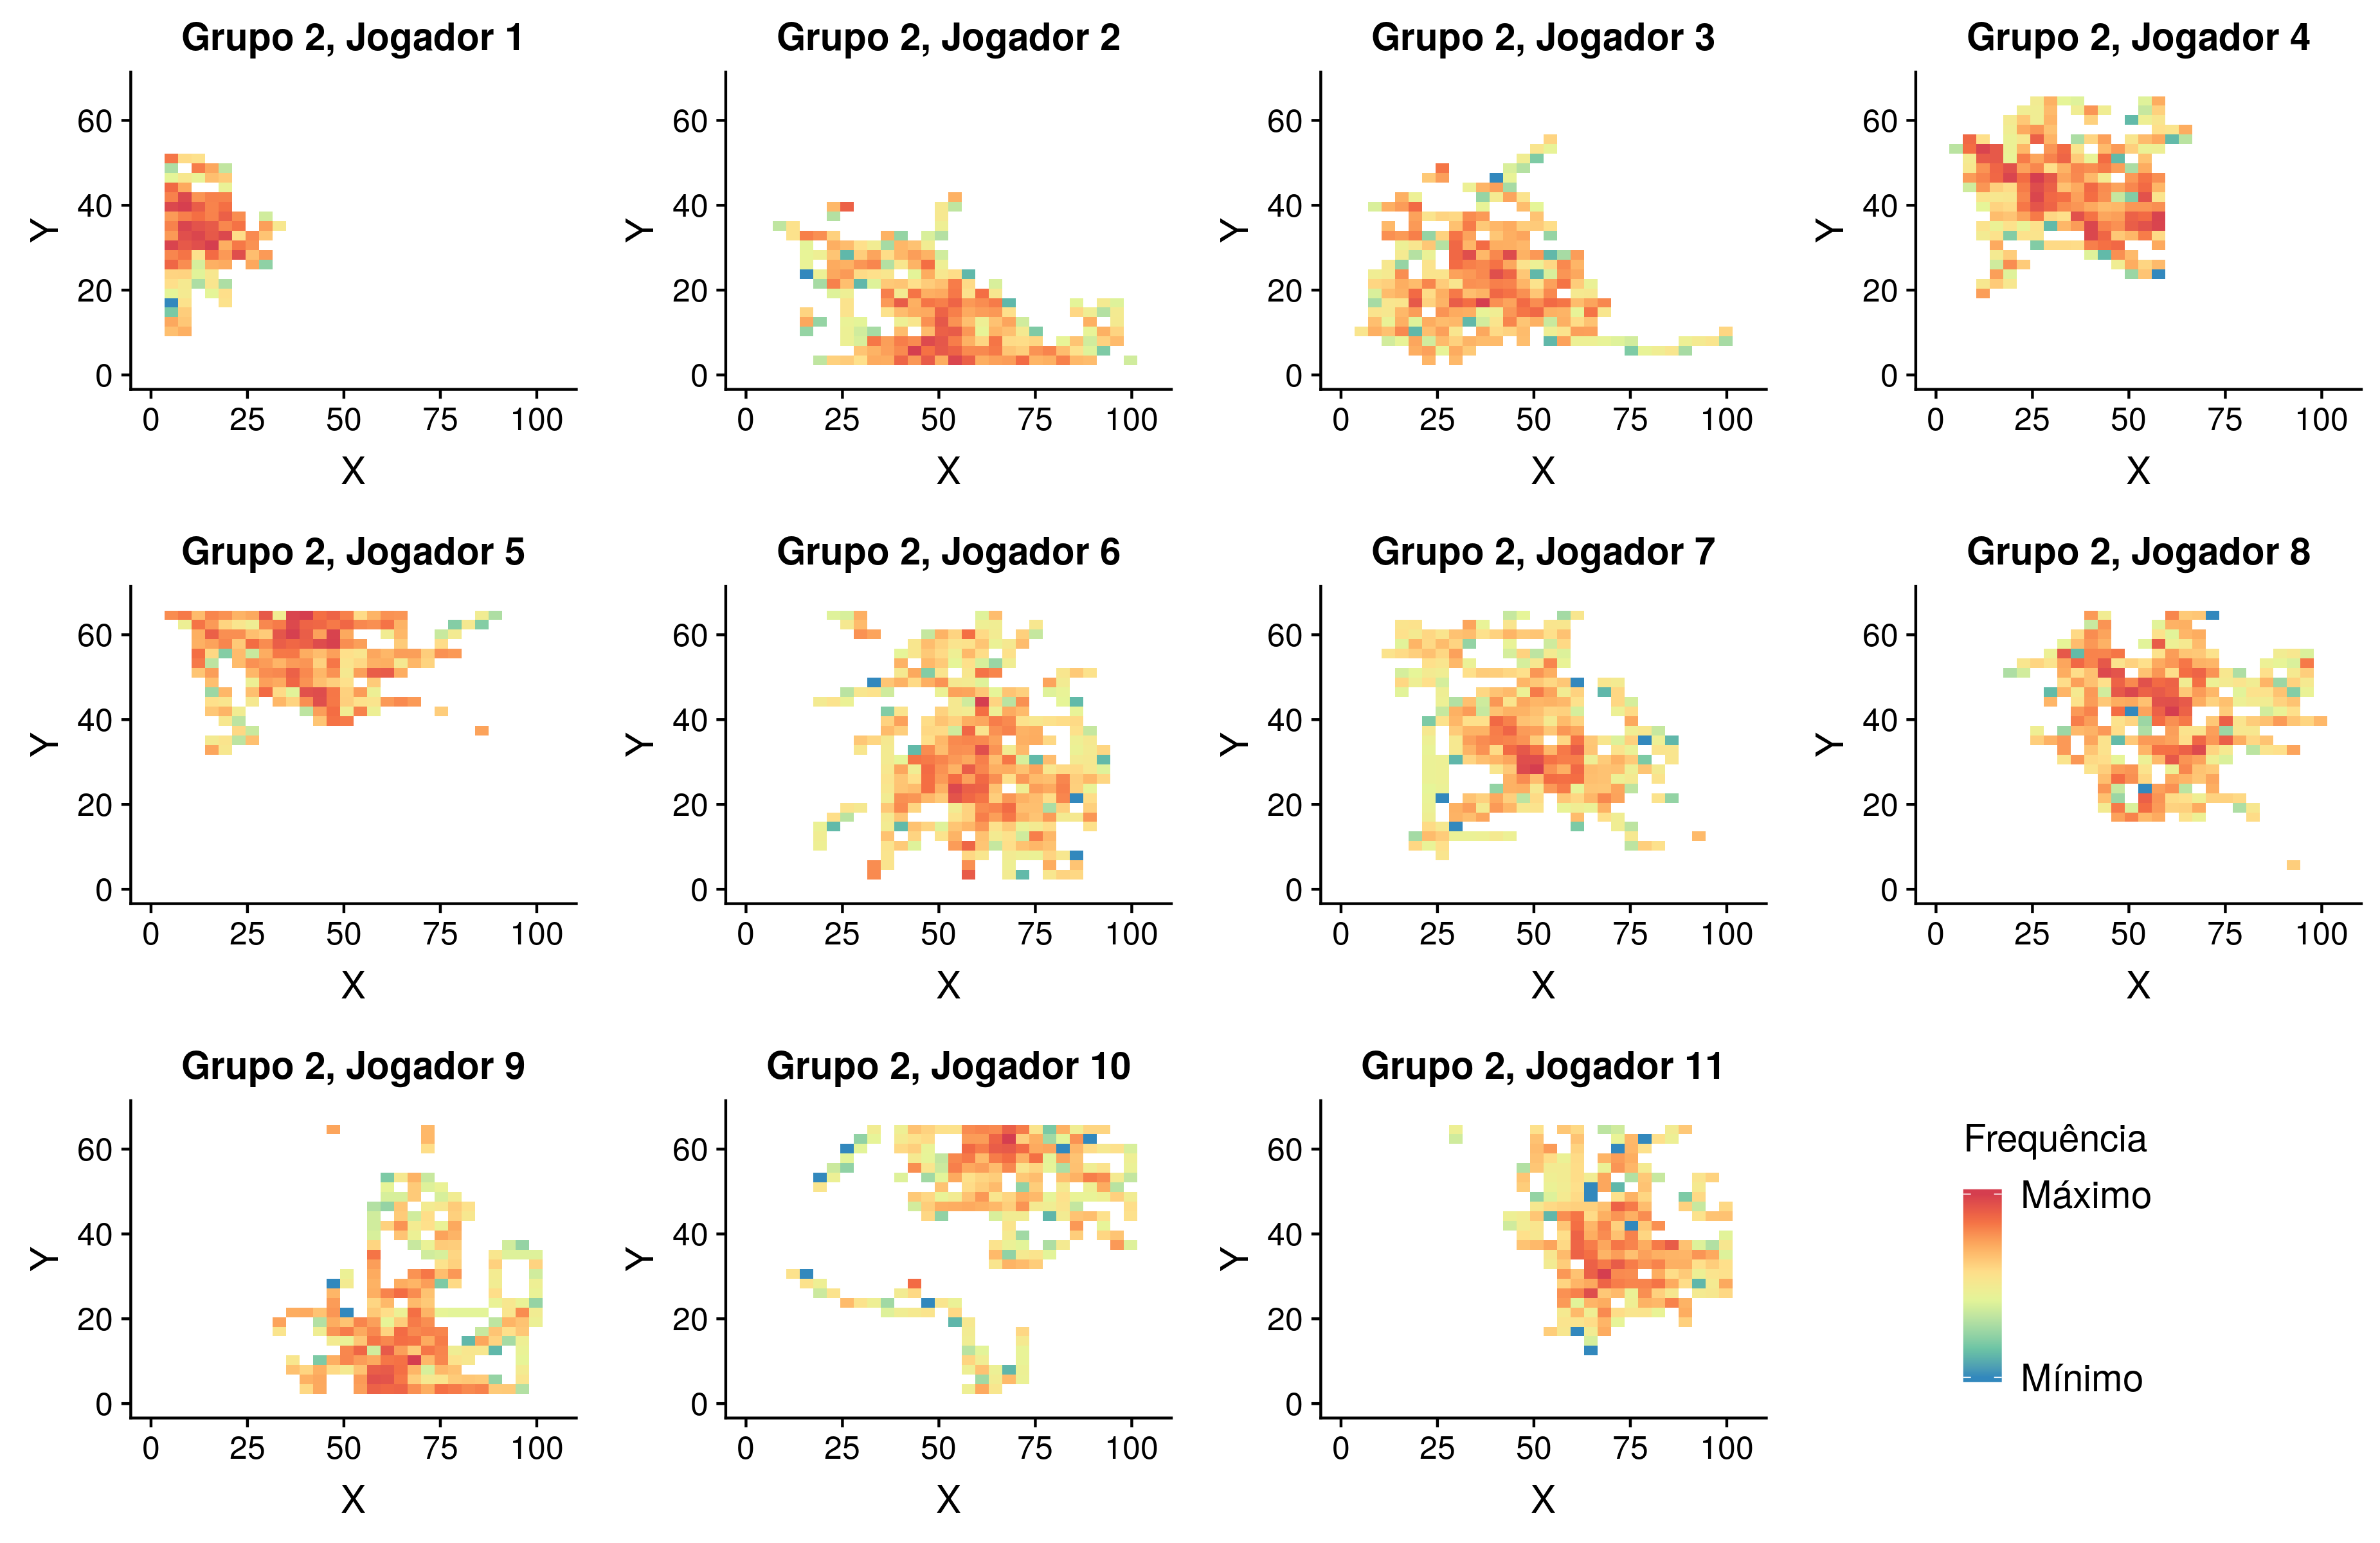 Grupo 2, Jogador 1
60
40
20
0
Y
0 25 50 75 100
X
Grupo 2, Jogador 2
60
40
20
0
Y
0 25 50 75 100
X
Grupo 2, Jogador 3
60
40
20
0
Y
0 25 50 75 100
X
Grupo 2, Jogador 4
60
40
20
0
Y
0 25 50 75 100
X
Grupo 2, Jogador 5
60
40
20
0
Y
0 25 50 75 100
X
Grupo 2, Jogador 6
60
40
20
0
Y
0 25 50 75 100
X
Grupo 2, Jogador 7
60
40
20
0
Y
0 25 50 75 100
X
Grupo 2, Jogador 8
60
40
20
0
Y
0 25 50 75 100
X
Grupo 2, Jogador 9
60
40
20
0
Y
0 25 50 75 100
X
Grupo 2, Jogador 10
60
40
20
0
Y
0 25 50 75 100
X
Grupo 2, Jogador 11
60
40
20
0
Y
0 25 50 75 100
X
Frequência
Máximo
Mínimo